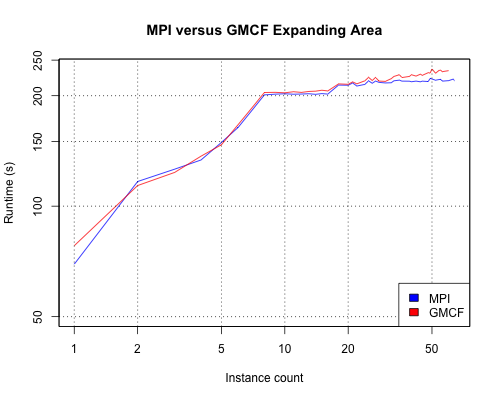 MPI versus GMCF Expanding Area
Runtime (s)
250
200
150
100
50
1 2 5 10 20 50
Instance count
MPI
GMCF